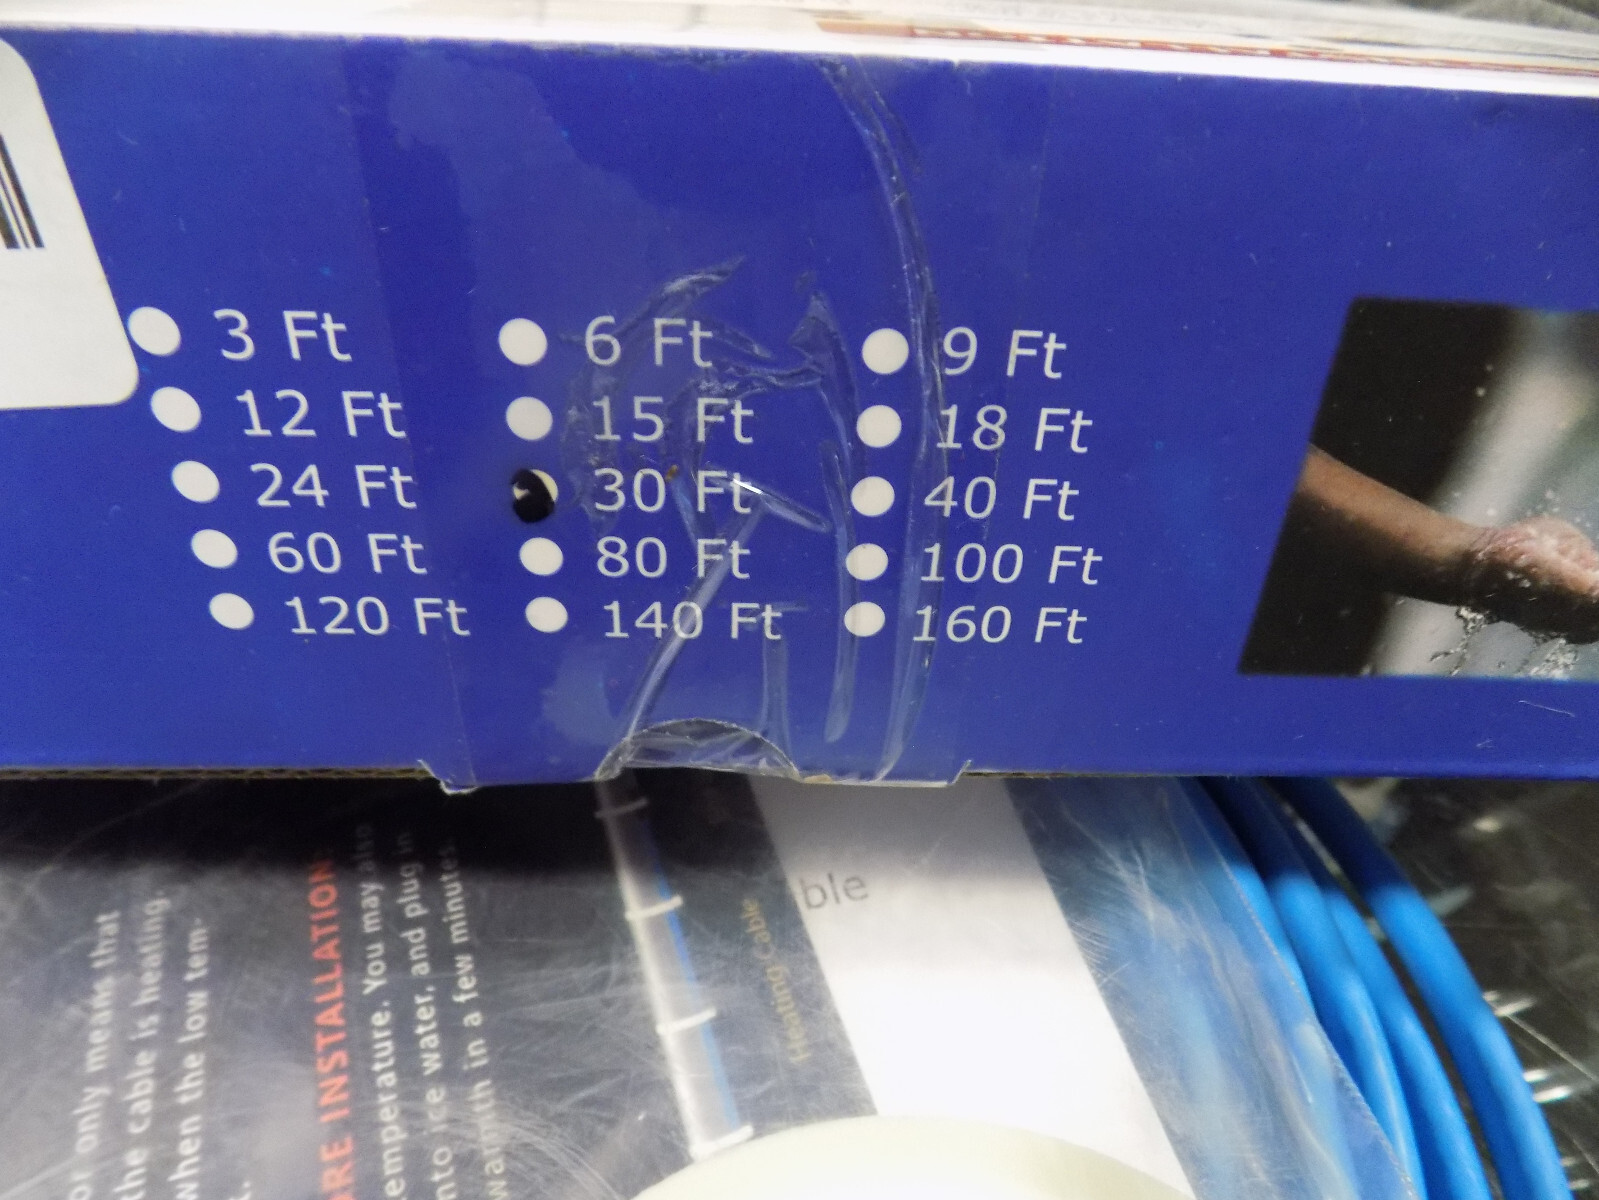 3 Ft 6 Ft 9 Ft
12 Ft 15 Ft 18 Ft
24 Ft 30 Ft 40 Ft
60 Ft 80 Ft 100 Ft
120 Ft 140 Ft 160 Ft
or only means that
the cable is heating.
when the low tem-
t.
RE INSTALLATION:
emperature. You may also
nto ice water, and plug in
warmth in a few minutes.
Heating Cable
ble